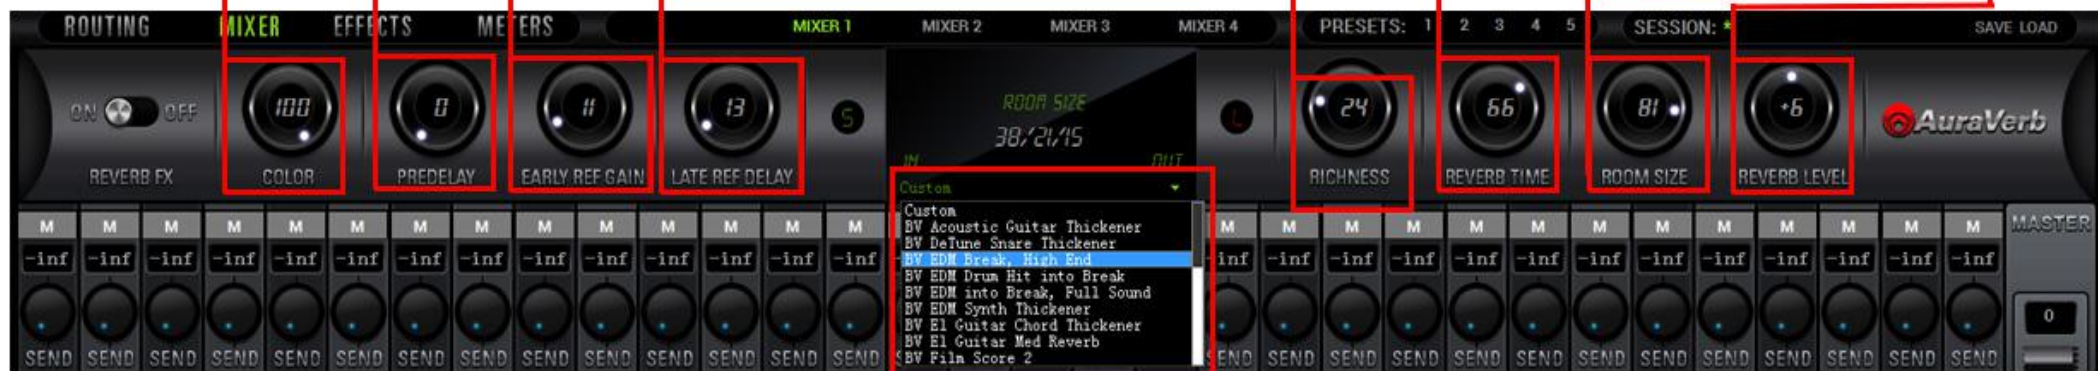 ROUTING MIXER EFFECTS METERS MIXER 1 MIXER 2 MIXER 3 MIXER 4 PRESETS: 1 2 3 4 5 SESSION: * SAVE LOAD
ON OFF 100 0 11 13 S ROOM SIZE L 24 66 81 +6 AuraVerb
38/21/15
IN OUT
REVERB FX COLOR PREDELAY EARLY REF GAIN LATE REF DELAY RICHNESS REVERB TIME ROOM SIZE REVERB LEVEL
Custom
Custom
BV Acoustic Guitar Thickener
BV DeTune Snare Thickener
BV EDM Break, High End
BV EDM Drum Hit into Break
BV EDM into Break, Full Sound
BV EDM Synth Thickener
BV El Guitar Chord Thickener
BV El Guitar Med Reverb
BV Film Score 2
M M M M M M M M M M M M M M M M M M M M M M M M M M M MASTER
-inf -inf -inf -inf -inf -inf -inf -inf -inf -inf -inf -inf -inf -inf -inf -inf -inf -inf -inf -inf -inf -inf -inf -inf -inf -inf -inf
0
SEND SEND SEND SEND SEND SEND SEND SEND SEND SEND SEND SEND SEND SEND SEND SEND SEND SEND SEND SEND SEND SEND SEND SEND SEND SEND SEND